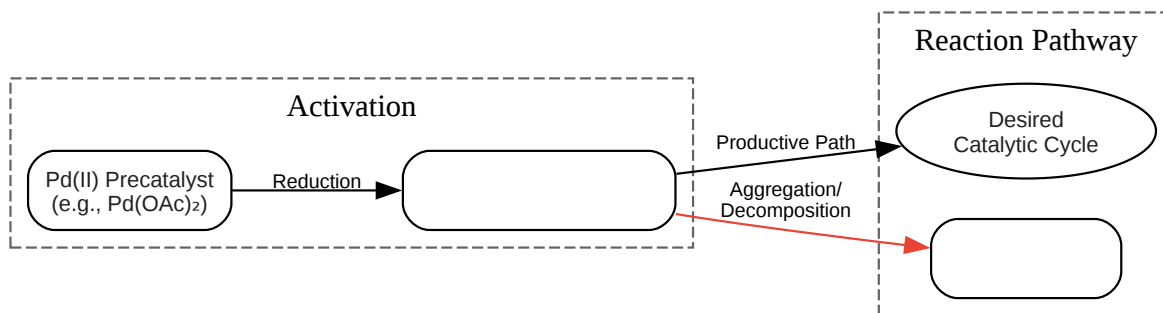 Reaction Pathway
Activation
Pd(II) Precatalyst
(e.g., Pd(OAc)₂)
Reduction
Productive Path
Aggregation/
Decomposition
Desired
Catalytic Cycle